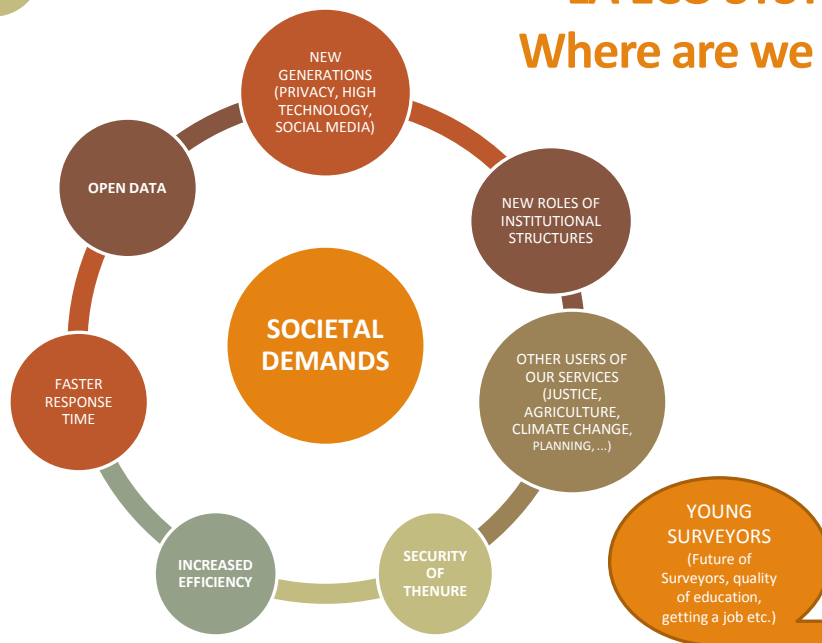 Where are we
NEW
GENERATIONS
(PRIVACY, HIGH
TECHNOLOGY,
SOCIAL MEDIA)
OPEN DATA
NEW ROLES OF
INSTITUTIONAL
STRUCTURES
SOCIETAL
DEMANDS
OTHER USERS OF
OUR SERVICES
(JUSTICE,
AGRICULTURE,
CLIMATE CHANGE,
PLANNING, ...)
FASTER
RESPONSE
TIME
INCREASED
EFFICIENCY
SECURITY
OF
THENURE
YOUNG
SURVEYORS
(Future of
Surveyors, quality
of education,
getting a job etc.)